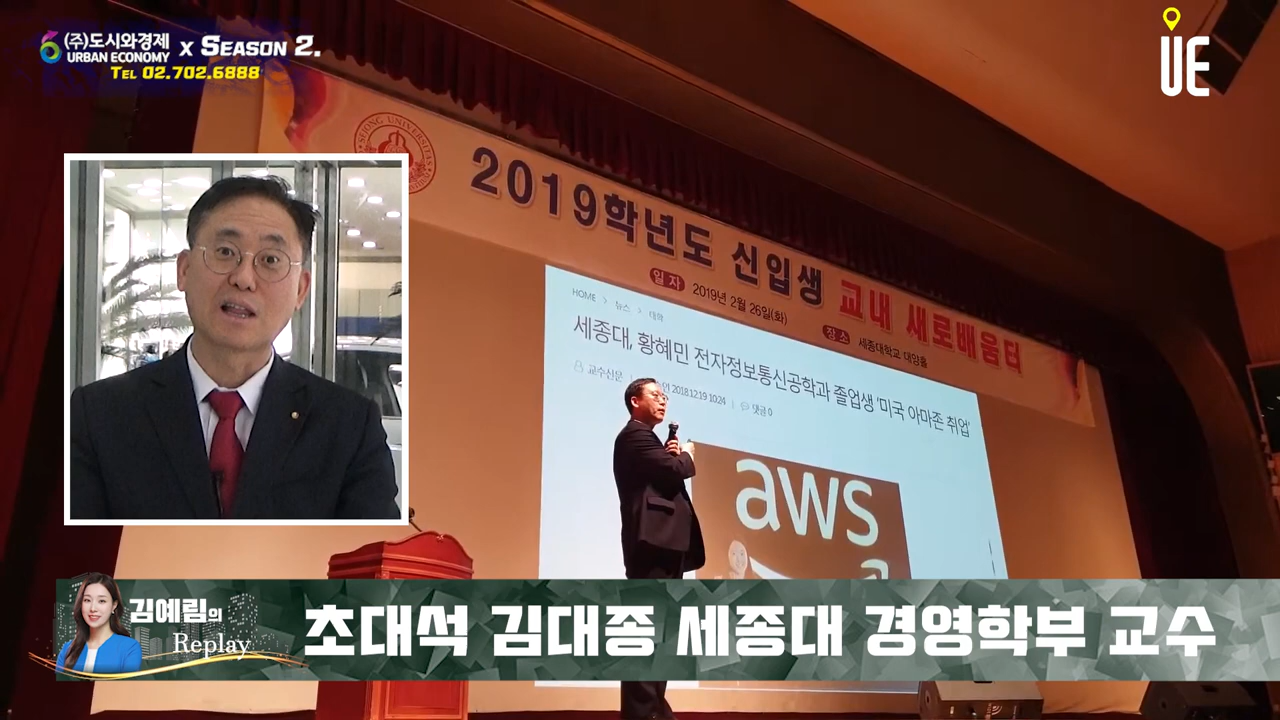 (주)도시와경제
URBAN ECONOMY X SEASON 2.
TEL 02.702.6888
UE
SEJONG UNIVERSITY
2019학년도 신입생 교내 새로배움터
일자 2019년 2월 26일(화) 장소 세종대학교 대양홀
HOME > 뉴스 > 대학
세종대, 황혜민 전자정보통신공학과 졸업생 '미국 아마존 취업'
교수신문 2018.12.19 10:24 댓글 0
aws
김예림의
Replay
초대석 김대종 세종대 경영학부 교수